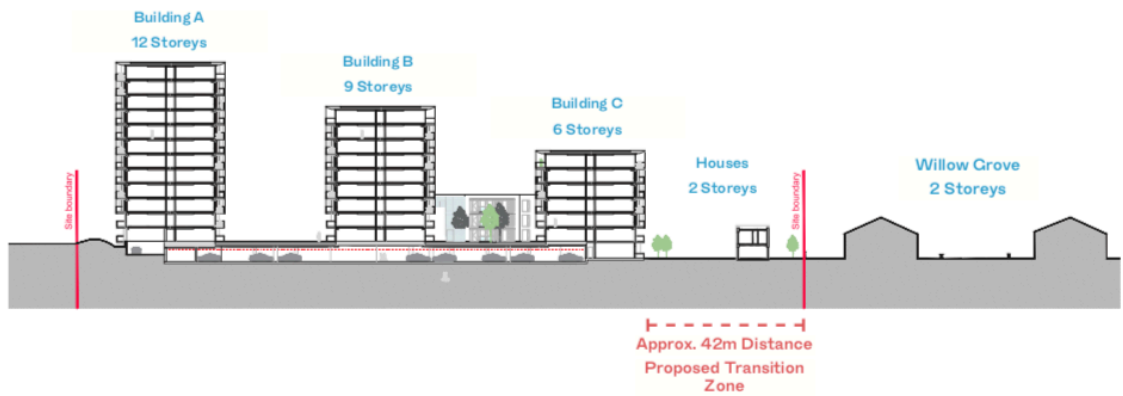 Building A
12 Storeys
Building B
9 Storeys
Building C
6 Storeys
Houses
2 Storeys
Willow Grove
2 Storeys
Site boundary
Site boundary
Approx. 42m Distance
Proposed Transition
Zone